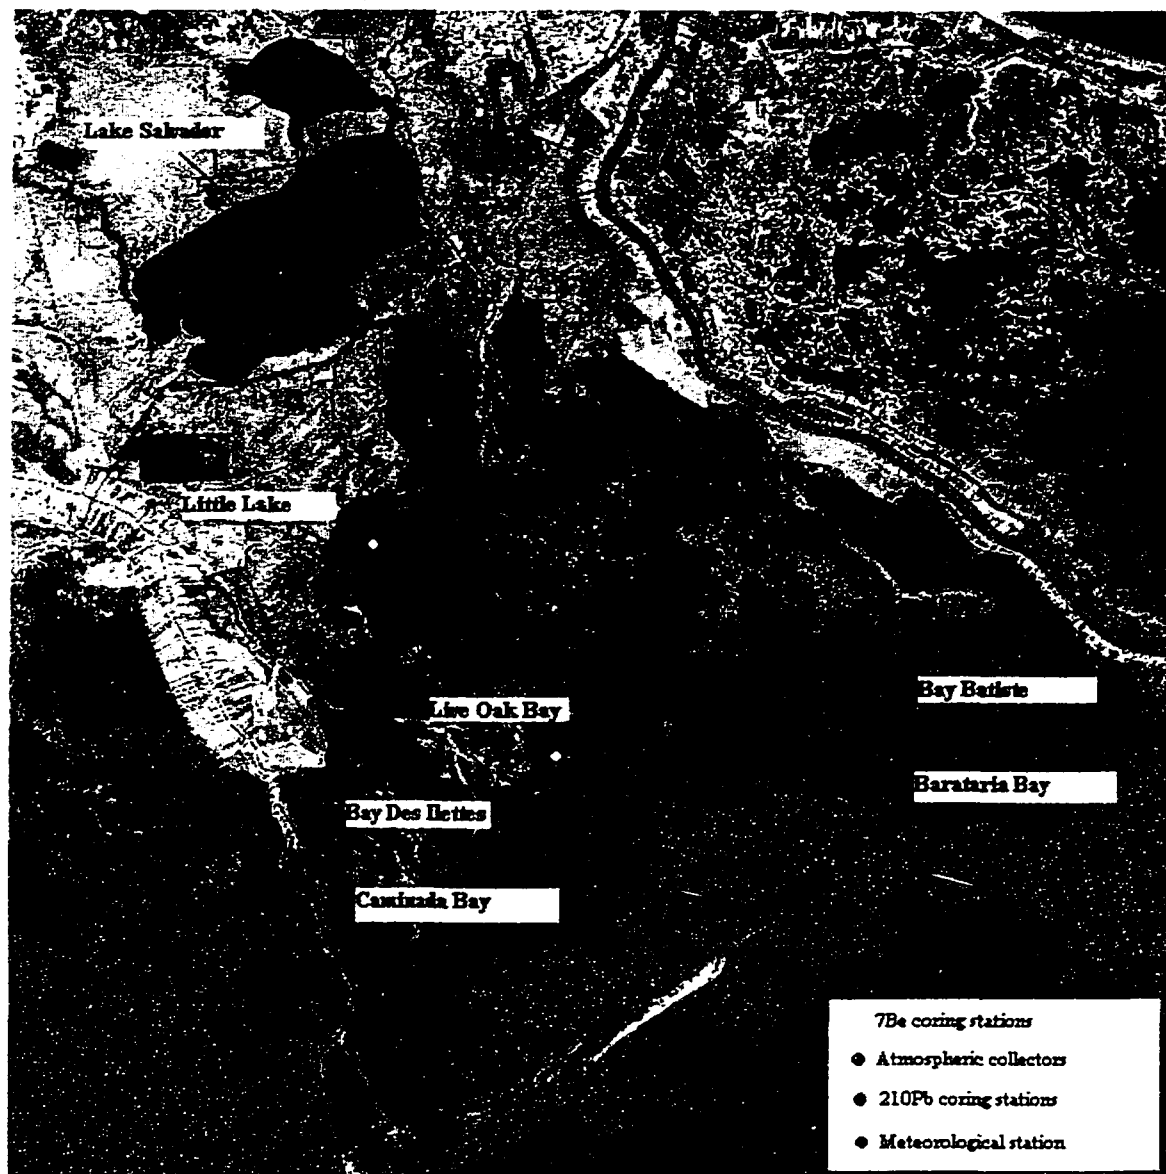 Lake Salvador
Little Lake
Live Oak Bay
Bay Batiste
Barataria Bay
Bay Des Ilettes
Caminada Bay
7Be coring stations
Atmospheric collectors
210Pb coring stations
Meteorological station